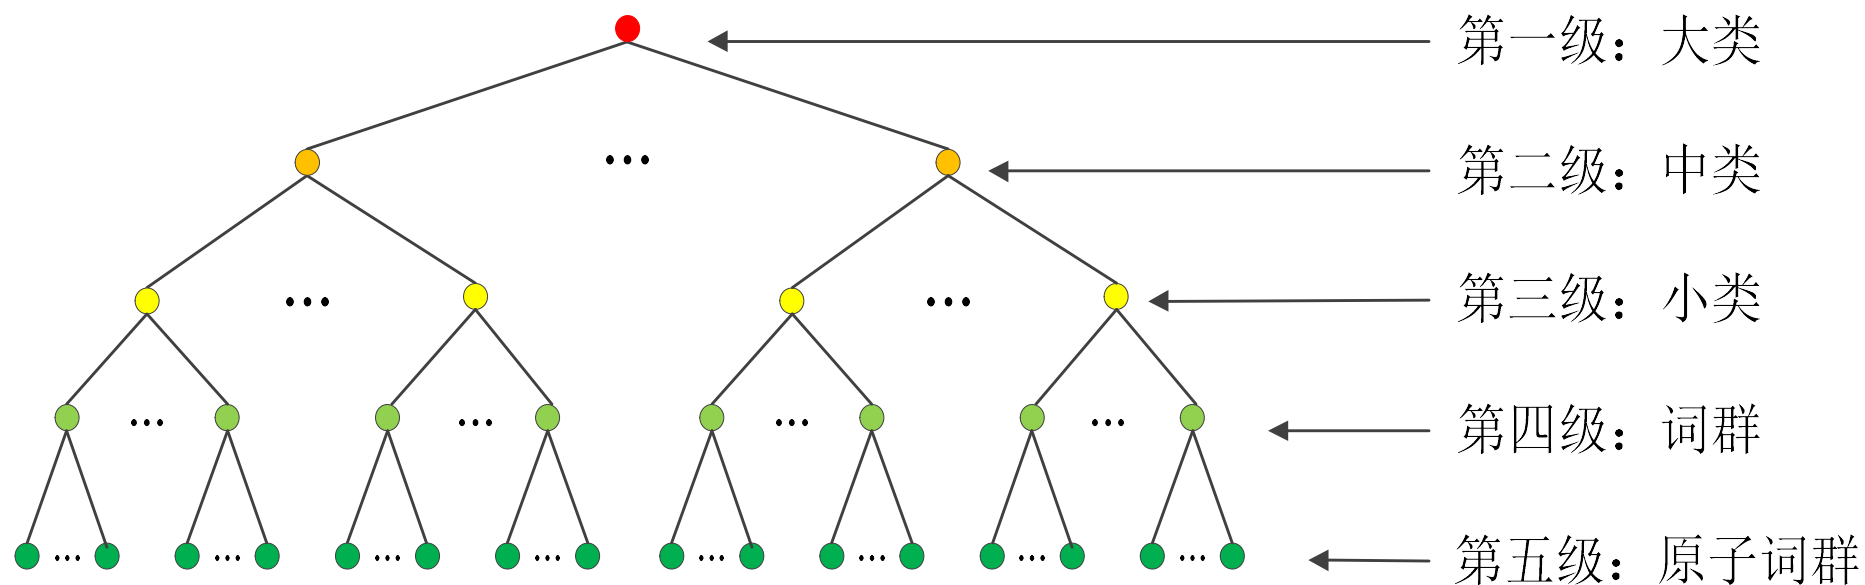 第一级：大类
…
第二级：中类
… …
第三级：小类
… … … …
第四级：词群
… … … … … … … …
第五级：原子词群